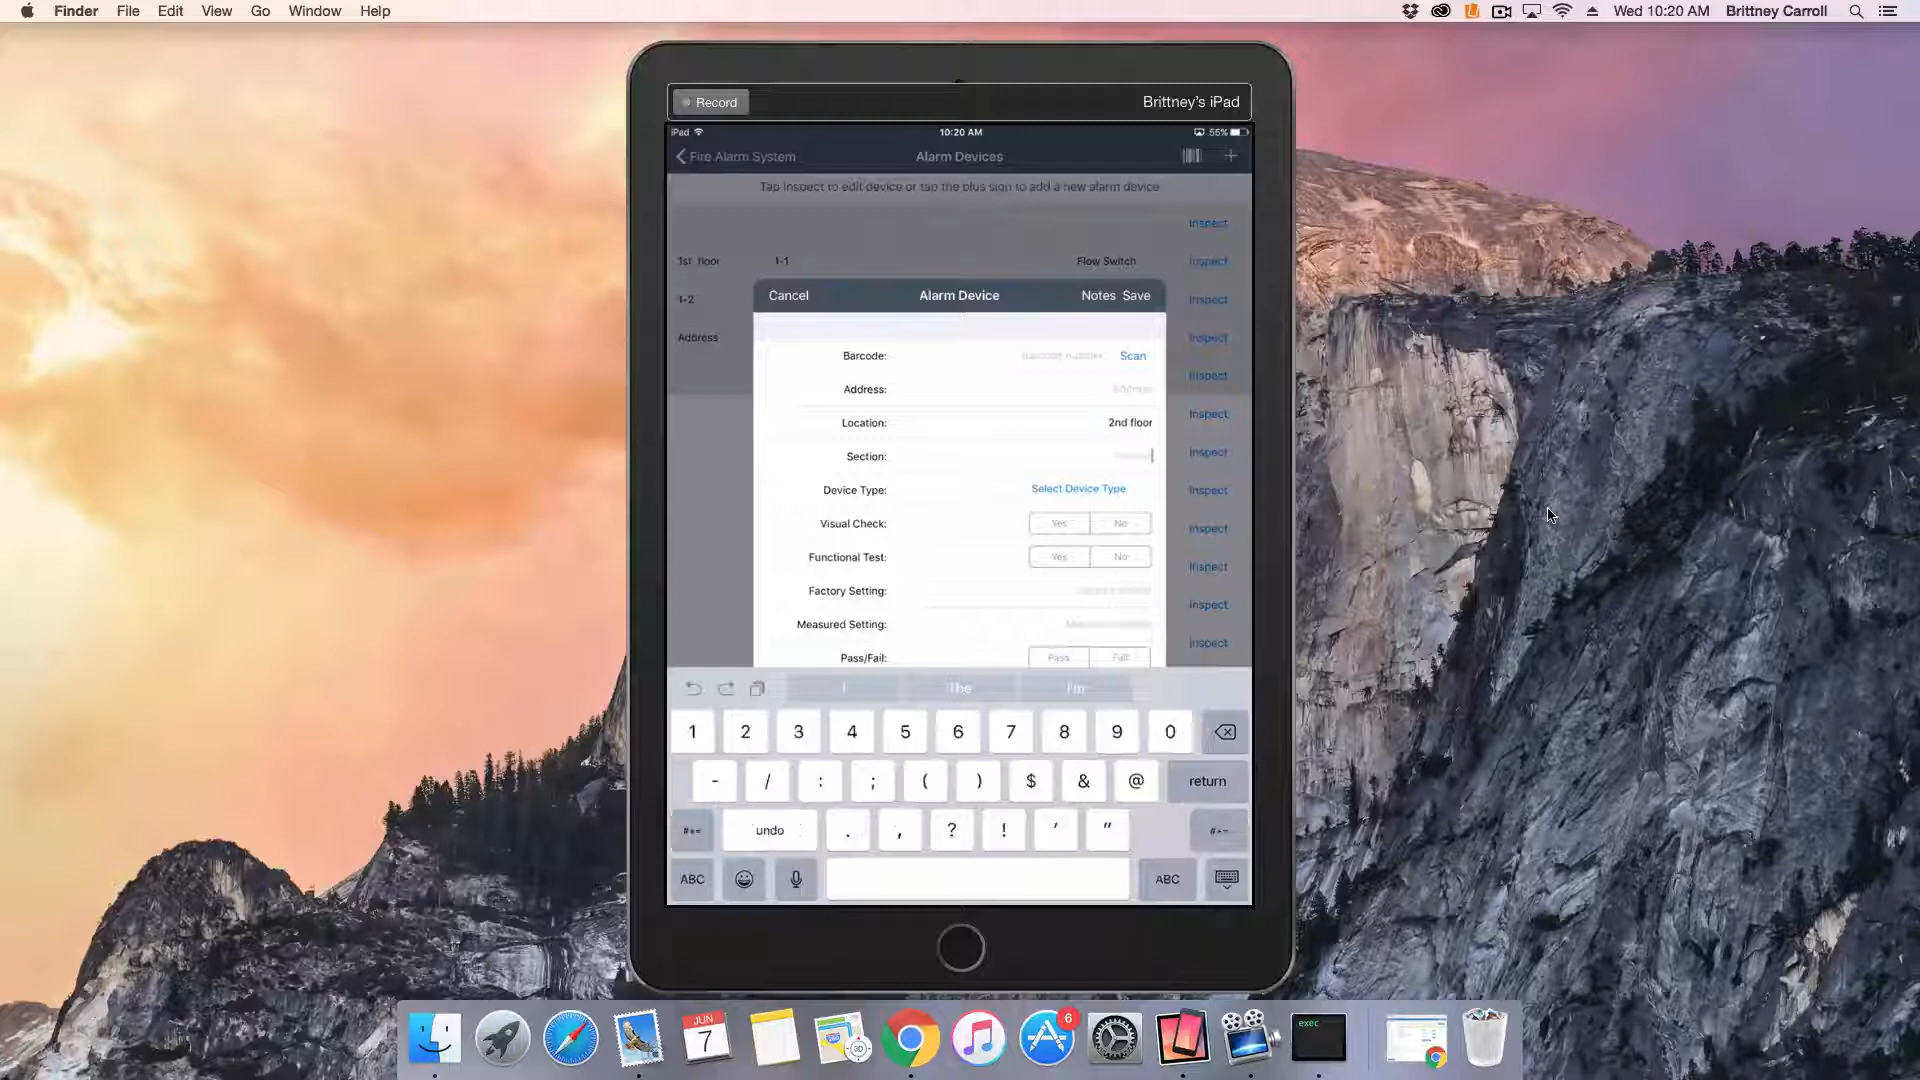 Finder File Edit View Go Window Help Wed 10:20 AM Brittney Carroll
Record Brittney's iPad
iPad 10:20 AM 55%
Fire Alarm System Alarm Devices +
Tap Inspect to edit device or tap the plus sign to add a new alarm device
Inspect
1st floor 1-1 Flow Switch Inspect
1-2 Inspect
Address Inspect
Inspect
Inspect
Inspect
Inspect
Inspect
Inspect
Inspect
Inspect
Cancel Alarm Device Notes Save
Barcode: Barcode number Scan
Address: Address
Location: 2nd floor
Section:
Device Type: Select Device Type
Visual Check: Yes No
Functional Test: Yes No
Factory Setting:
Measured Setting:
Pass/Fail: Pass Fail
I The I'm
1 2 3 4 5 6 7 8 9 0
- / : ; ( ) $ & @ return
#+= undo . , ? ! ' " #+=
ABC ABC
JUN
7
3D
6
exec